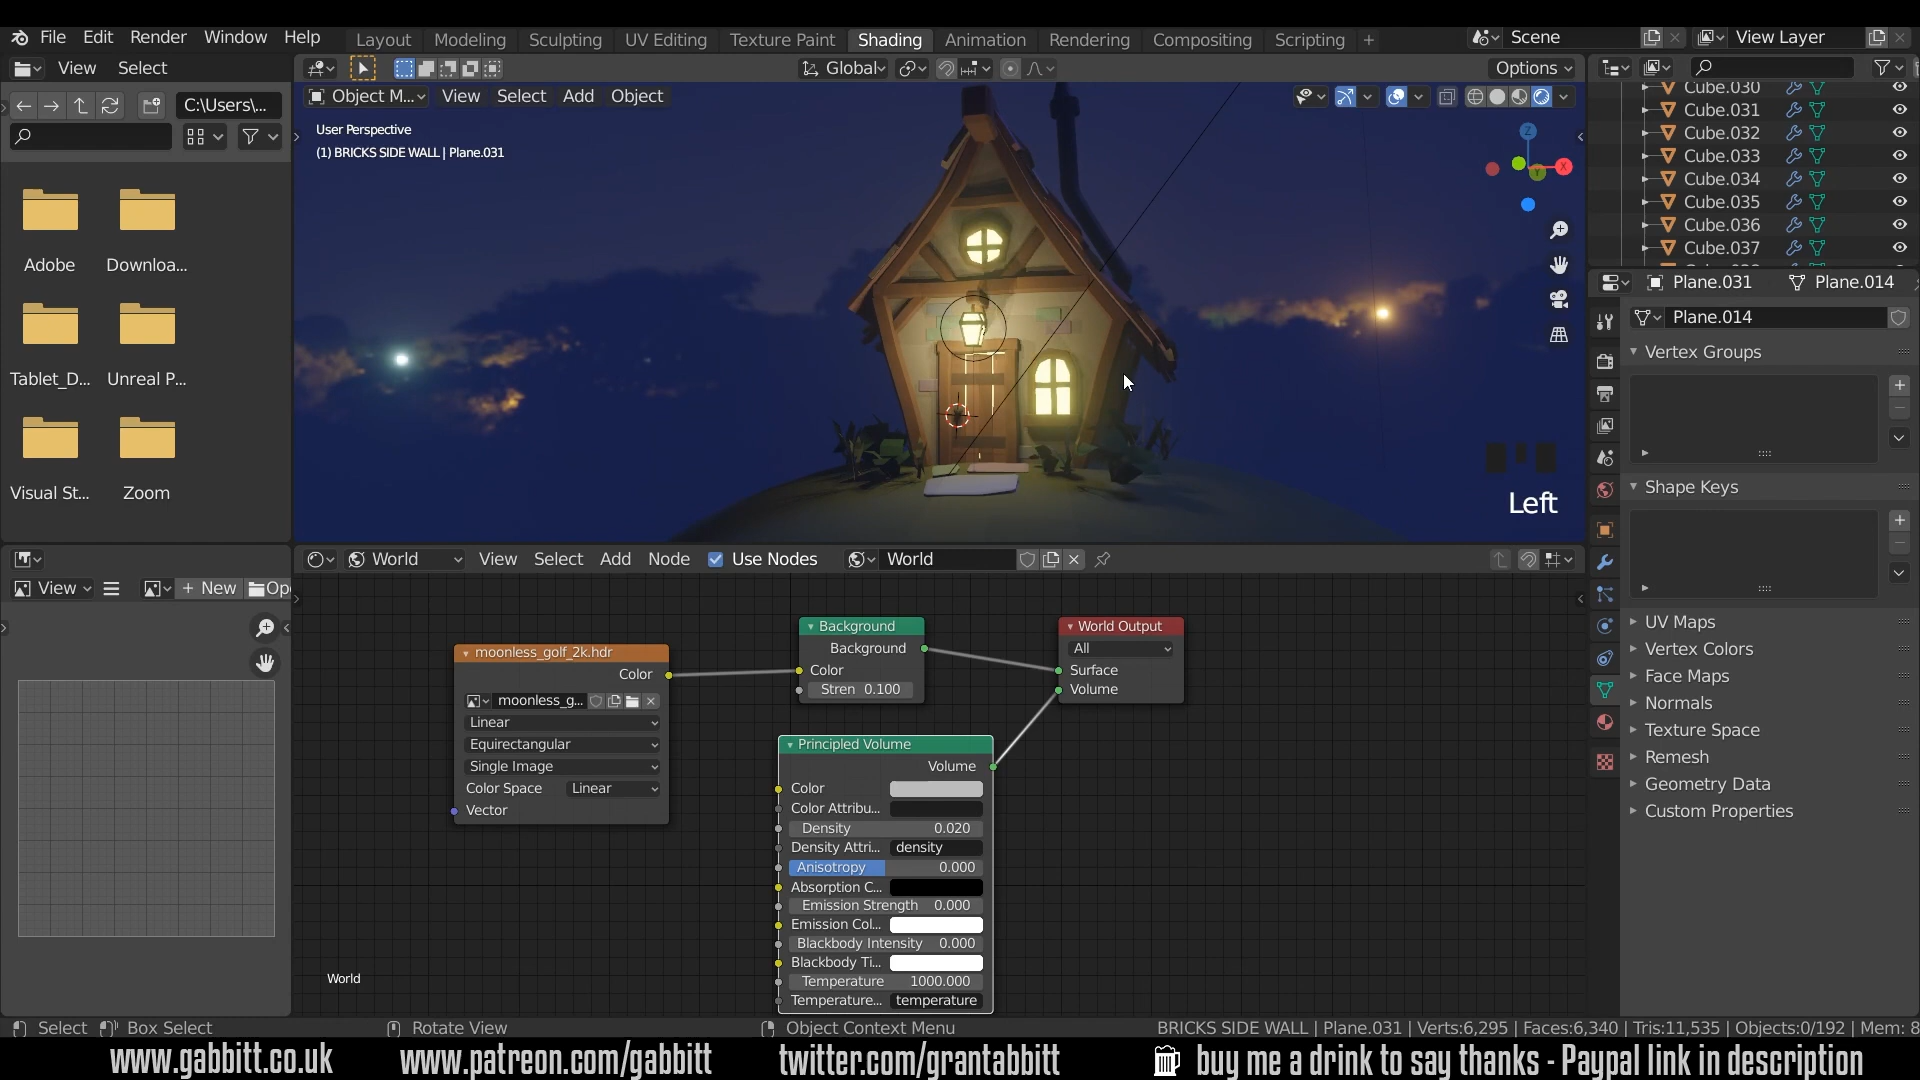 File Edit Render Window Help
Layout Modeling Sculpting UV Editing Texture Paint Shading Animation Rendering Compositing Scripting +
Scene
View Layer
View Select
Global
Options
C:\Users\...
Object M...
View Select Add Object
User Perspective
(1) BRICKS SIDE WALL | Plane.031
Z
X
Y
Left
Adobe
Downloa...
Tablet_D...
Unreal P...
Visual St...
Zoom
Cube.030
Cube.031
Cube.032
Cube.033
Cube.034
Cube.035
Cube.036
Cube.037
Plane.031
Plane.014
Plane.014
Vertex Groups
Shape Keys
UV Maps
Vertex Colors
Face Maps
Normals
Texture Space
Remesh
Geometry Data
Custom Properties
View
+ New
Ope
World
View Select Add Node
Use Nodes
World
moonless_golf_2k.hdr
Color
moonless_g...
Linear
Equirectangular
Single Image
Color Space
Linear
Vector
Background
Background
Color
Stren 0.100
World Output
All
Surface
Volume
Principled Volume
Volume
Color
Color Attribu...
Density 0.020
Density Attri... density
Anisotropy 0.000
Absorption C...
Emission Strength 0.000
Emission Col...
Blackbody Intensity 0.000
Blackbody Ti...
Temperature 1000.000
Temperature... temperature
World
Select
Box Select
Rotate View
Object Context Menu
BRICKS SIDE WALL | Plane.031 | Verts:6,295 | Faces:6,340 | Tris:11,535 | Objects:0/192 | Mem: 8
www.gabbitt.co.uk
www.patreon.com/gabbitt
twitter.com/grantabbitt
buy me a drink to say thanks - Paypal link in description